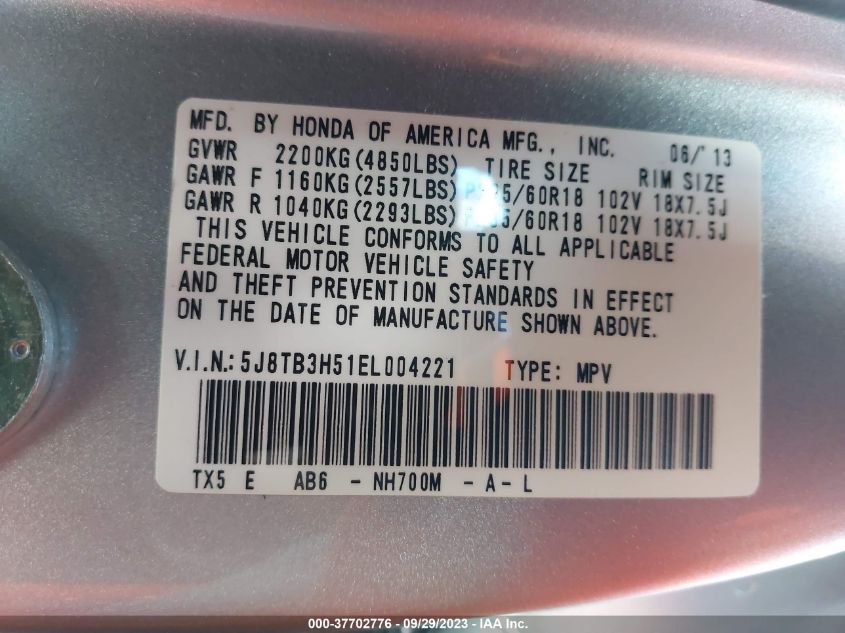 MFD. BY HONDA OF AMERICA MFG., INC. 06/'13
GVWR 2200KG(4850LBS) TIRE SIZE RIM SIZE
GAWR F 1160KG(2557LBS) 102V 18X7.5J
GAWR R 1040KG(2293LBS) 102V 18X7.5J
THIS VEHICLE CONFORMS TO ALL APPLICABLE
FEDERAL MOTOR VEHICLE SAFETY
AND THEFT PREVENTION STANDARDS IN EFFECT
ON THE DATE OF MANUFACTURE SHOWN ABOVE.
V.I.N.: 5J8TB3H51EL004221 TYPE: MPV
TX5 E AB6 - NH700M - A - L
000-37702776 - 09/29/2023 - IAA Inc.